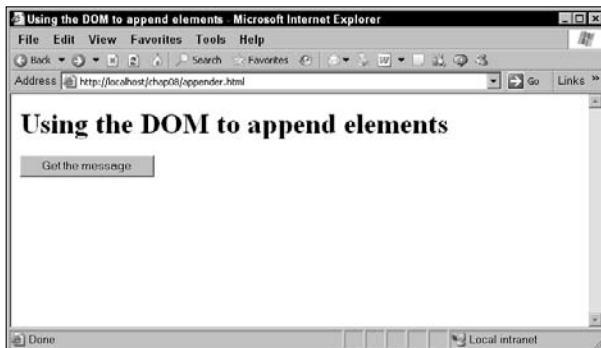 Using the DOM to append elements - Microsoft Internet Explorer
File Edit View Favorites Tools Help
Back Search Favorites
Address http://localhost/chap08/appender.html Go Links »
Using the DOM to append elements
Get the message
Done Local intranet